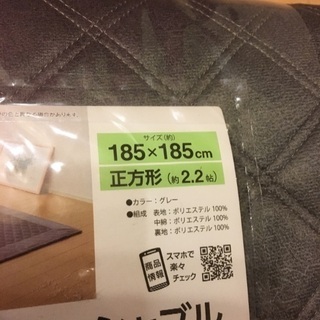 サイズ(約)
185×185cm
正方形(約2.2帖)
●カラー：グレー
●組成 表地：ポリエステル100%
中綿：ポリエステル100%
裏地：ポリエステル100%
商品情報
スマホで
楽々
チェック